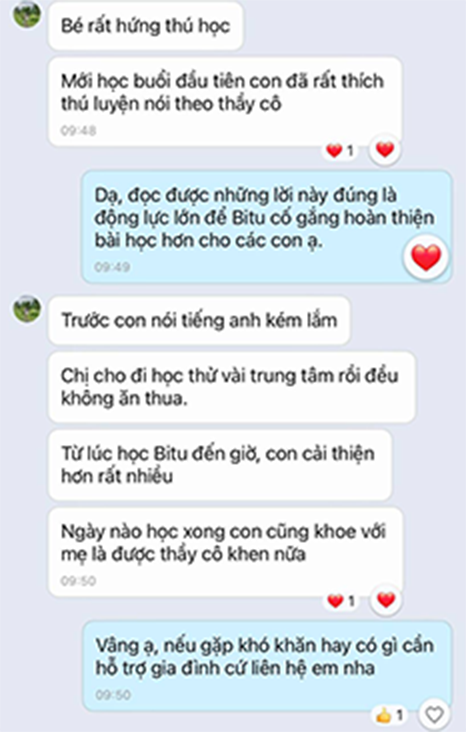 Bé rất hứng thú học
Mới học buổi đầu tiên con đã rất thích
thú luyện nói theo thầy cô
09:48
1
Dạ, đọc được những lời này đúng là
động lực lớn để Bitu cố gắng hoàn thiện
bài học hơn cho các con ạ.
09:49
Trước con nói tiếng anh kém lắm
Chị cho đi học thử vài trung tâm rồi đều
không ăn thua.
Từ lúc học Bitu đến giờ, con cải thiện
hơn rất nhiều
Ngày nào học xong con cũng khoe với
mẹ là được thầy cô khen nữa
09:50
1
Vâng ạ, nếu gặp khó khăn hay có gì cần
hỗ trợ gia đình cứ liên hệ em nha
09:50
1